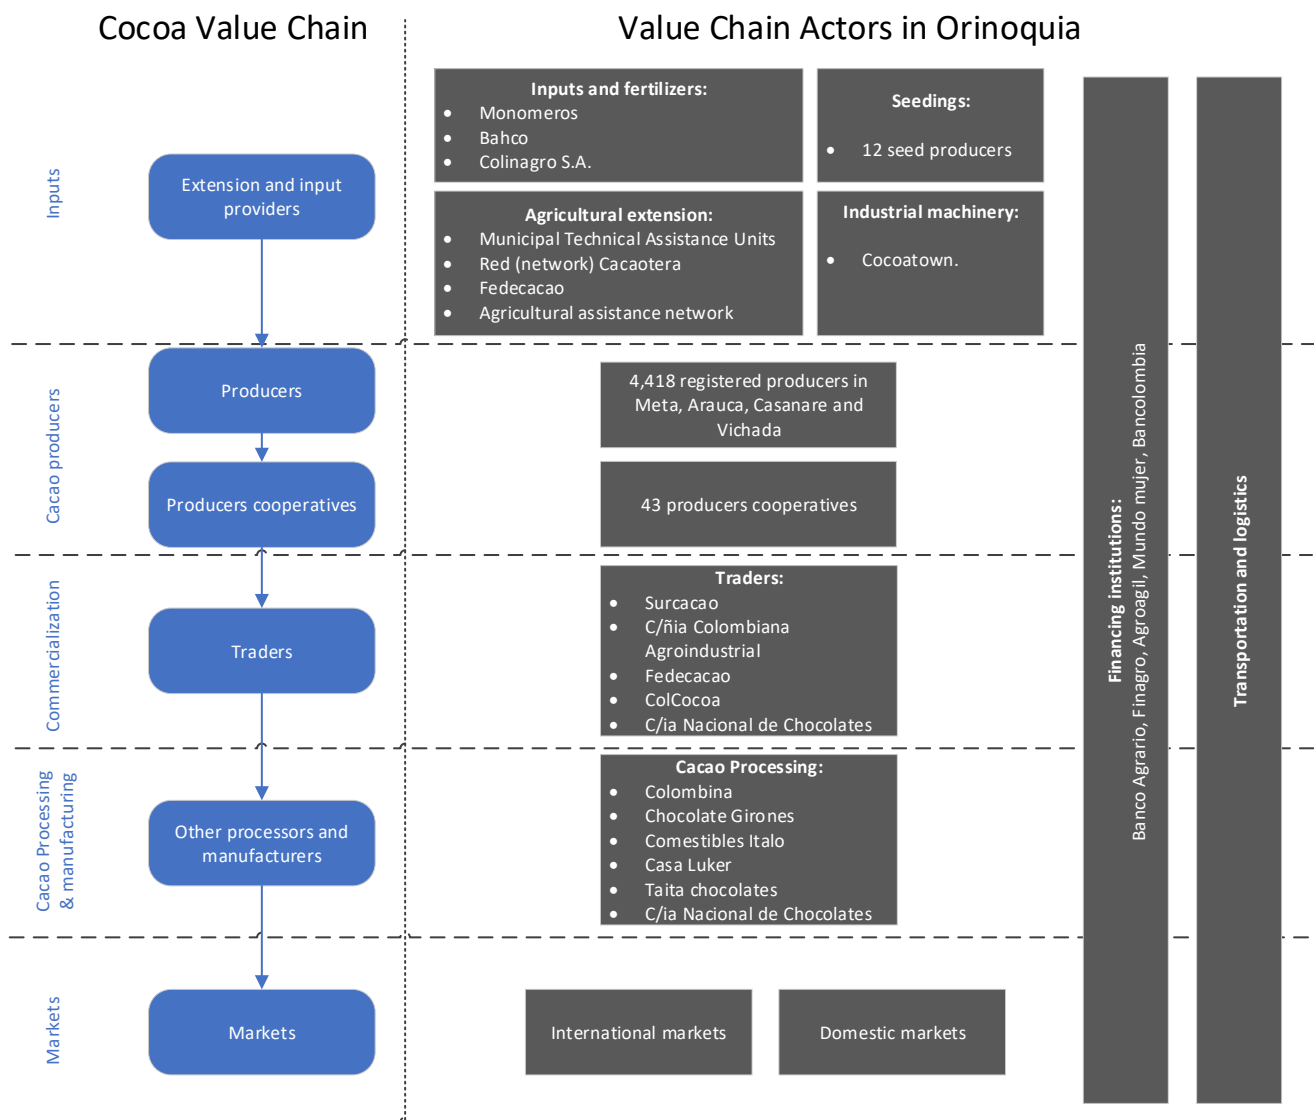 Cocoa Value Chain
Value Chain Actors in Orinoquia
Inputs
Extension and input
providers
Inputs and fertilizers:
• Monomeros
• Bahco
• Colinagro S.A.
Seedings:
• 12 seed producers
Agricultural extension:
• Municipal Technical Assistance Units
• Red (network) Cacaotera
• Fedecacao
• Agricultural assistance network
Industrial machinery:
• Cocoatown.
Cacao producers
Producers
4,418 registered producers in
Meta, Arauca, Casanare and
Vichada
Producers cooperatives
43 producers cooperatives
Commercialization
Traders
Traders:
• Surcacao
• C/ñia Colombiana
Agroindustrial
• Fedecacao
• ColCocoa
• C/ia Nacional de Chocolates
Cacao Processing
& manufacturing
Other processors and
manufacturers
Cacao Processing:
• Colombina
• Chocolate Girones
• Comestibles Italo
• Casa Luker
• Taita chocolates
• C/ia Nacional de Chocolates
Markets
Markets
International markets
Domestic markets
Financing institutions:
Banco Agrario, Finagro, Agroagil, Mundo mujer, Bancolombia
Transportation and logistics